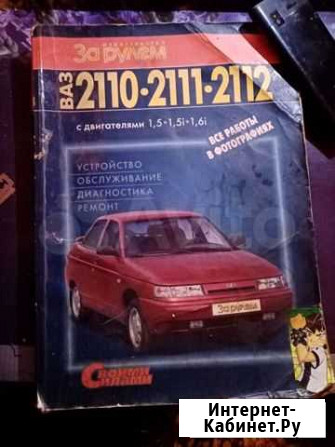 За рулем
ВАЗ
2110·2111·2112
с двигателями 1,5·1,5i·1,6i
ВСЕ РАБОТЫ
В ФОТОГРАФИЯХ
УСТРОЙСТВО
ОБСЛУЖИВАНИЕ
ДИАГНОСТИКА
РЕМОНТ
За рулем
Своими
силами
Интернет-
Кабинет.Ру